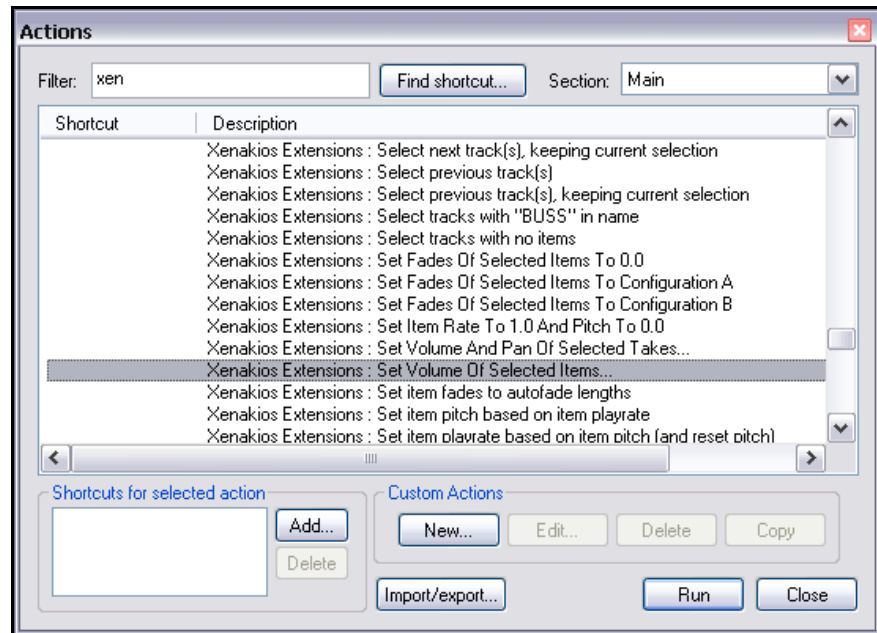 Actions
Filter: xen Find shortcut... Section: Main
Shortcut Description
Xenakios Extensions : Select next track(s), keeping current selection
Xenakios Extensions : Select previous track(s)
Xenakios Extensions : Select previous track(s), keeping current selection
Xenakios Extensions : Select tracks with "BUSS" in name
Xenakios Extensions : Select tracks with no items
Xenakios Extensions : Set Fades Of Selected Items To 0.0
Xenakios Extensions : Set Fades Of Selected Items To Configuration A
Xenakios Extensions : Set Fades Of Selected Items To Configuration B
Xenakios Extensions : Set Item Rate To 1.0 And Pitch To 0.0
Xenakios Extensions : Set Volume And Pan Of Selected Takes...
Xenakios Extensions : Set Volume Of Selected Items...
Xenakios Extensions : Set item fades to autofade lengths
Xenakios Extensions : Set item pitch based on item playrate
Xenakios Extensions : Set item playrate based on item pitch (and reset pitch)
Shortcuts for selected action Custom Actions
Add... New... Edit... Delete Copy
Delete
Import/export... Run Close